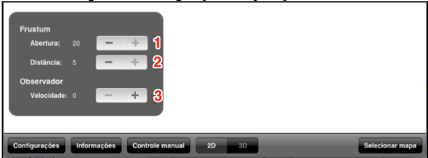 Frustum
Abertura: 20 − + 1
Distância: 5 − + 2
Observador
Velocidade: 0 − + 3
Configurações Informações Controle manual 2D 3D Selecionar mapa